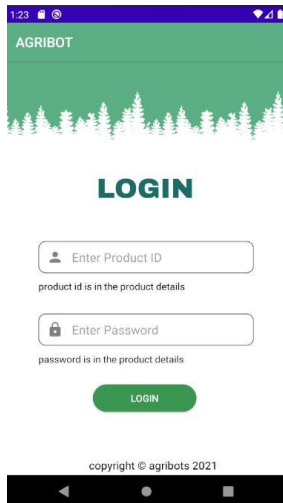 1:23
AGRIBOT
LOGIN
Enter Product ID
product id is in the product details
Enter Password
password is in the product details
LOGIN
copyright © agribots 2021